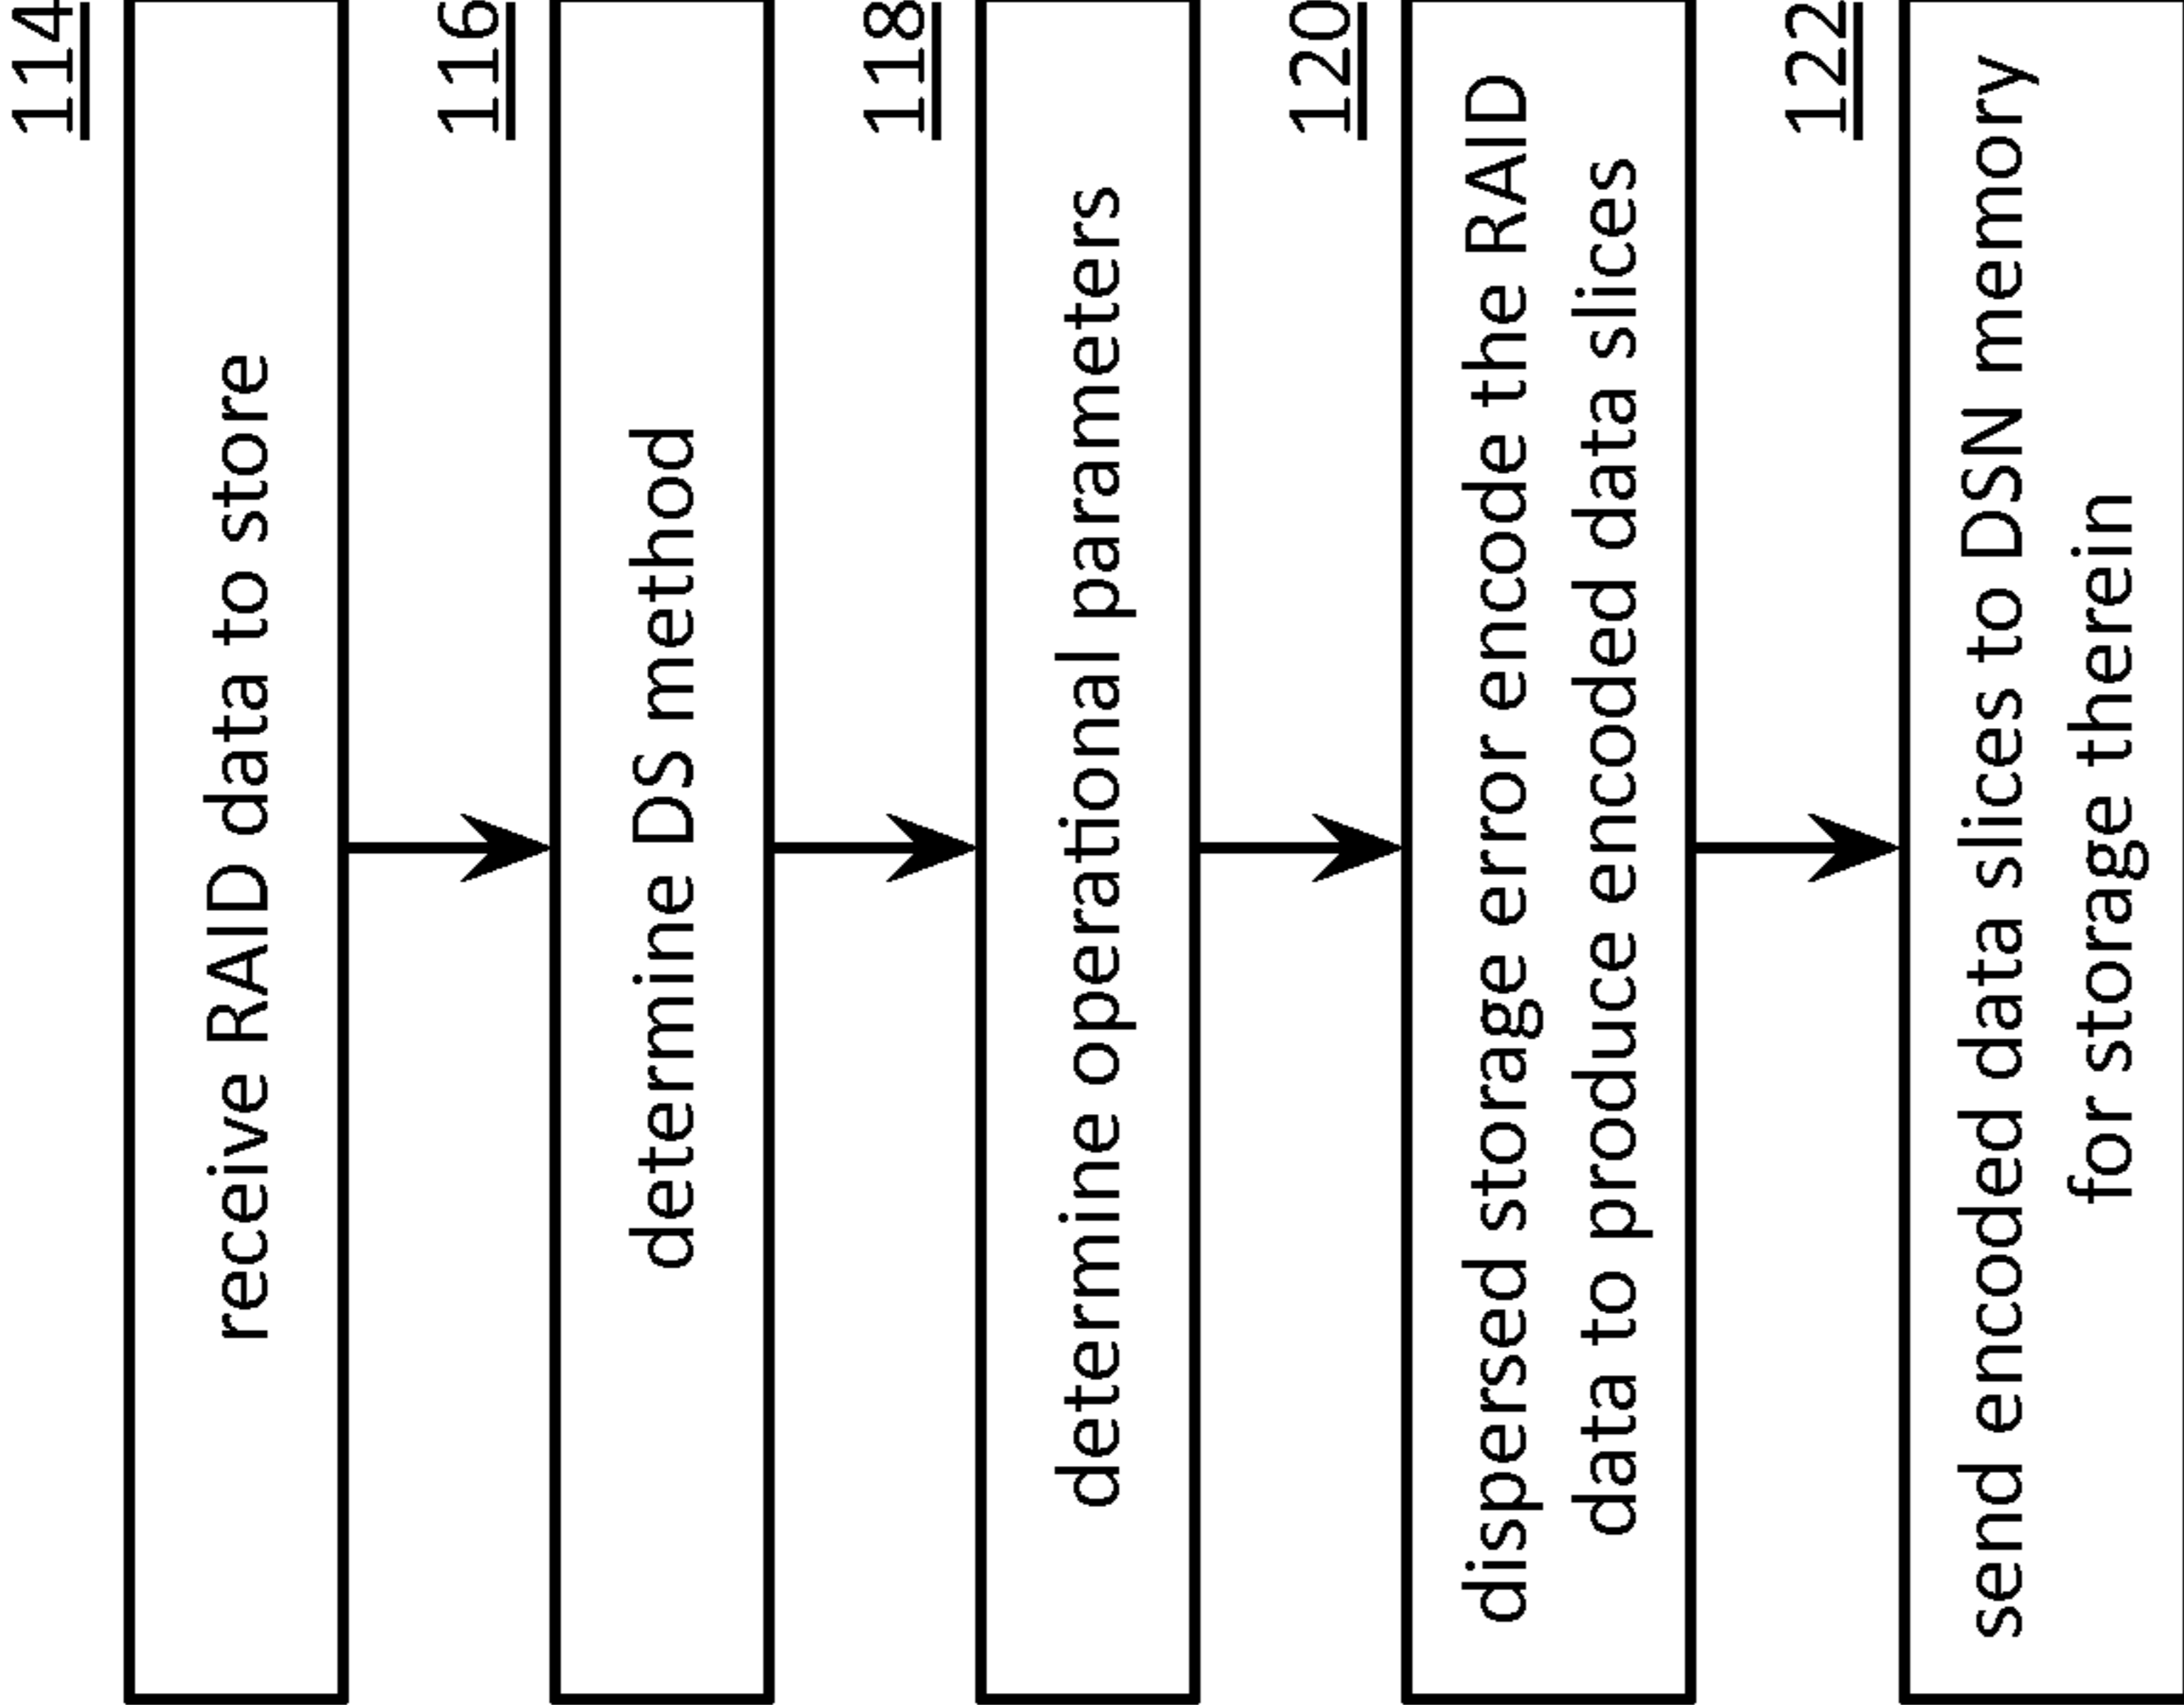 114
receive RAID data to store
116
determine DS method
118
determine operational parameters
120
dispersed storage error encode the RAID
data to produce encoded data slices
122
send encoded data slices to DSN memory
for storage therein